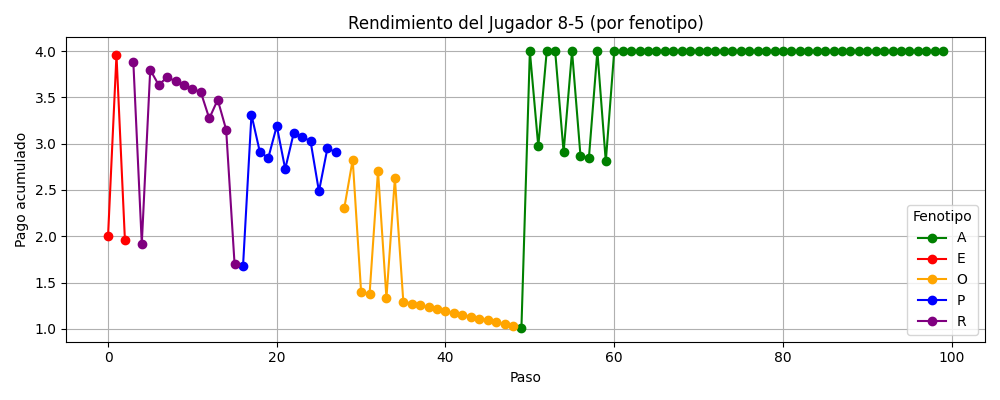 Rendimiento del Jugador 8-5 (por fenotipo)
Pago acumulado
4.0
3.5
3.0
2.5
2.0
1.5
1.0
0
20
40
60
80
100
Paso
Fenotipo
A
E
O
P
R